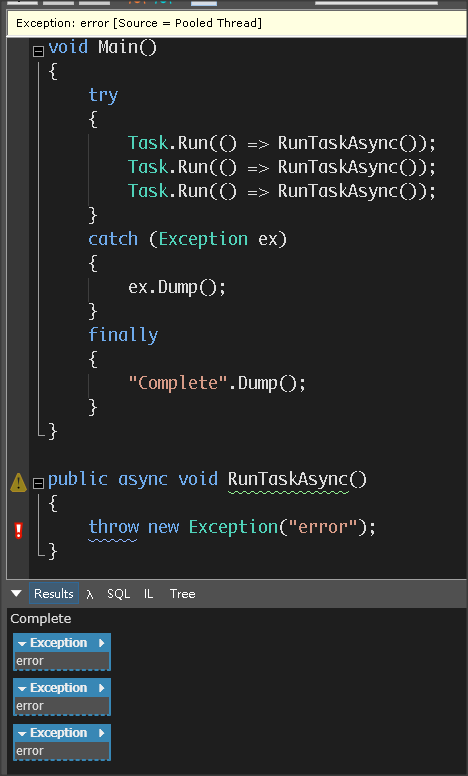 Exception: error [Source = Pooled Thread]
void Main()
{
try
{
Task.Run(() => RunTaskAsync());
Task.Run(() => RunTaskAsync());
Task.Run(() => RunTaskAsync());
}
catch (Exception ex)
{
ex.Dump();
}
finally
{
"Complete".Dump();
}
}
public async void RunTaskAsync()
{
throw new Exception("error");
}
Results λ SQL IL Tree
Complete
Exception
error
Exception
error
Exception
error